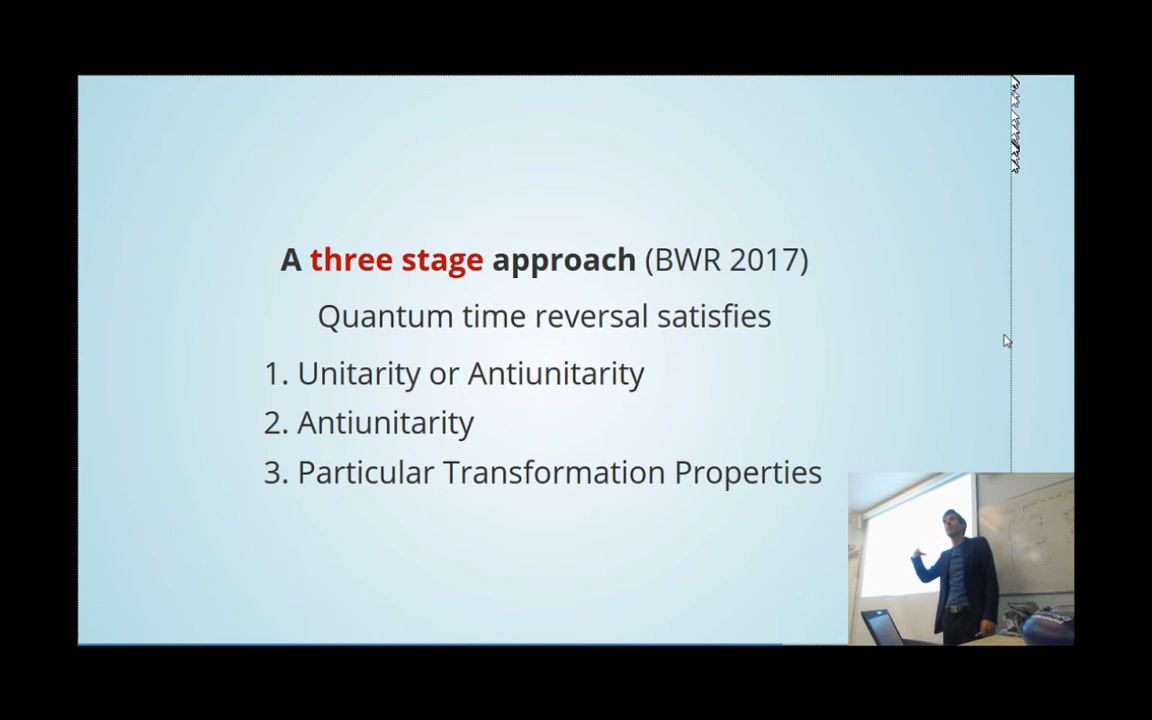 A three stage approach (BWR 2017)
Quantum time reversal satisfies
1. Unitarity or Antiunitarity
2. Antiunitarity
3. Particular Transformation Properties